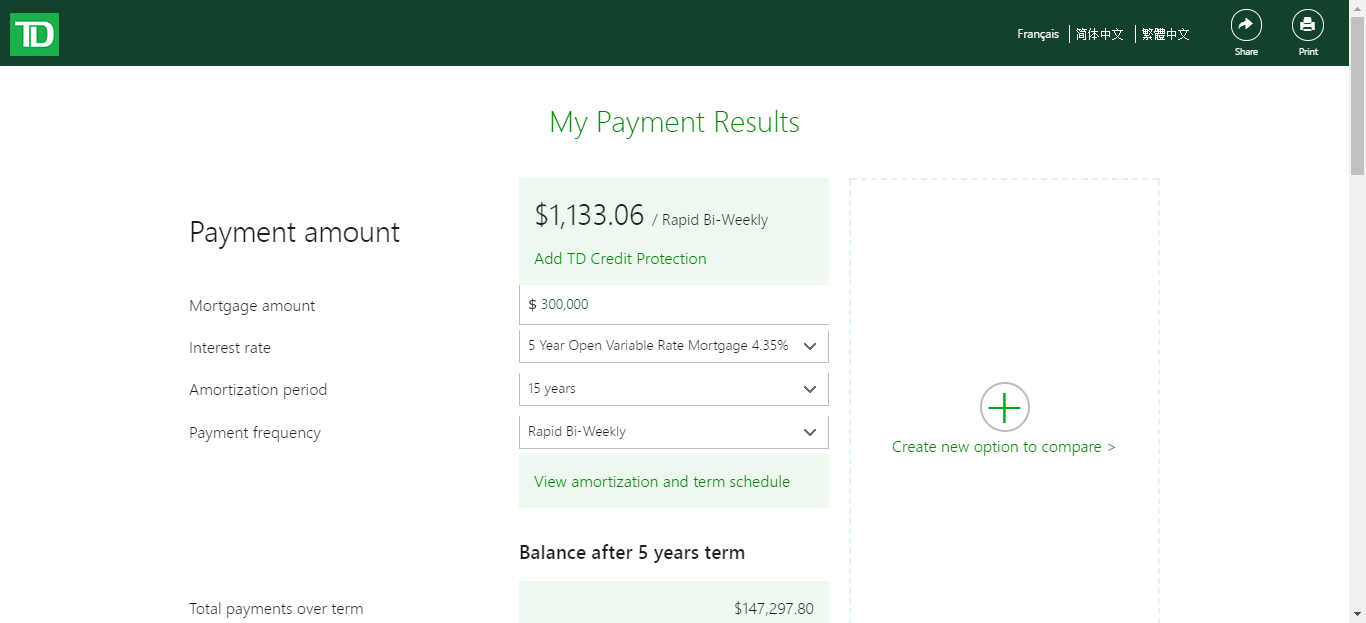 TD
Français
简体中文
繁體中文
Share
Print
My Payment Results
Payment amount
$1,133.06 / Rapid Bi-Weekly
Add TD Credit Protection
Mortgage amount
$ 300,000
Interest rate
5 Year Open Variable Rate Mortgage 4.35%
Amortization period
15 years
Payment frequency
Rapid Bi-Weekly
View amortization and term schedule
Create new option to compare >
Balance after 5 years term
Total payments over term
$147,297.80